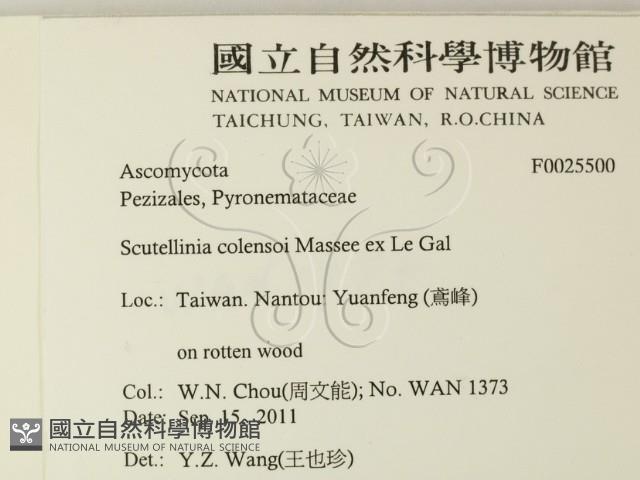 國立自然科學博物館
NATIONAL MUSEUM OF NATURAL SCIENCE
TAICHUNG, TAIWAN, R.O.CHINA
Ascomycota F0025500
Pezizales, Pyronemataceae
Scutellinia colensoi Massee ex Le Gal
Loc.: Taiwan. Nantou: Yuanfeng (鳶峰)
on rotten wood
Col.: W.N. Chou(周文能); No. WAN 1373
Date: Sep. 15, 2011
國立自然科學博物館
NATIONAL MUSEUM OF NATURAL SCIENCE
Det.: Y.Z. Wang(王也珍)